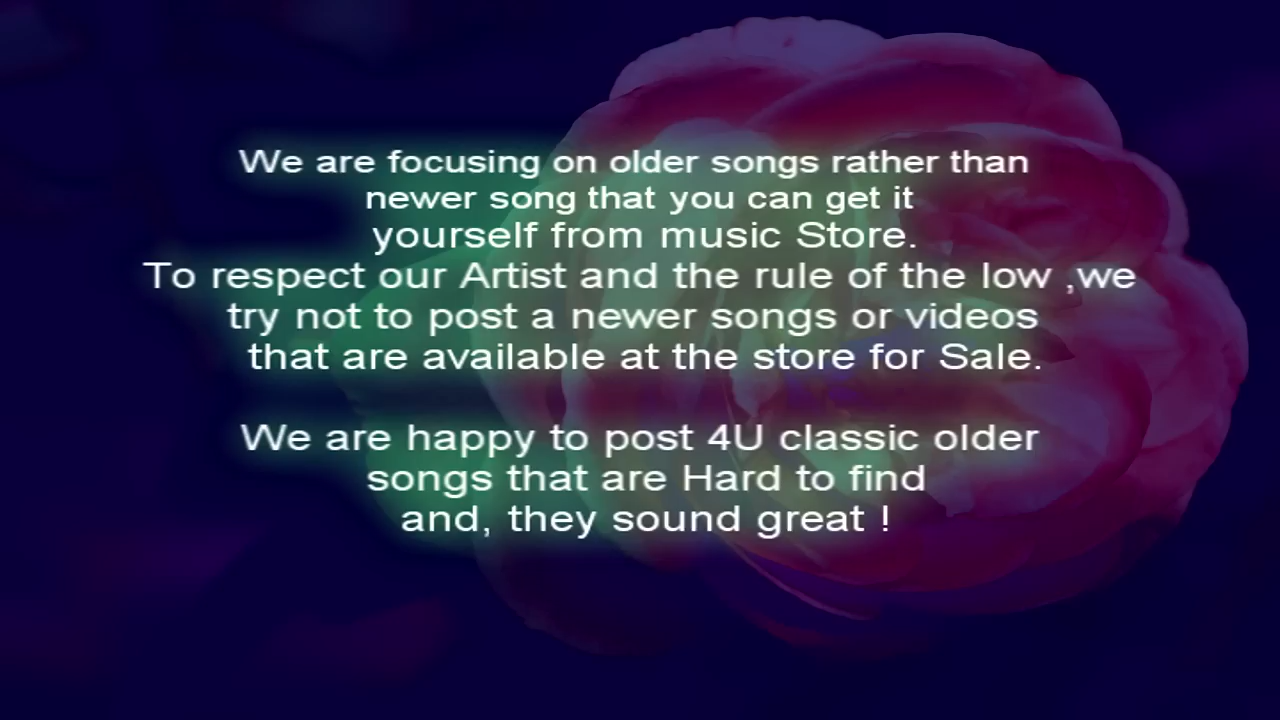 We are focusing on older songs rather than
newer song that you can get it
yourself from music Store.
To respect our Artist and the rule of the low ,we
try not to post a newer songs or videos
that are available at the store for Sale.
We are happy to post 4U classic older
songs that are Hard to find
and, they sound great !